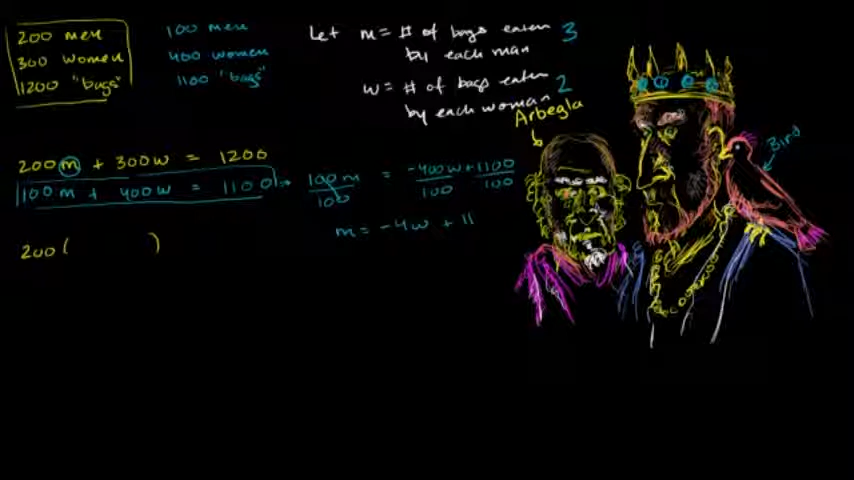 200 men
300 women
1200 "bags"
100 men
400 women
1100 "bags"
Let m = # of bags eaten 3
by each man
w = # of bags eaten 2
by each woman
Arbegla
Bird
200m + 300w = 1200
100m + 400w = 1100
100m/100 = -400w/100 + 1100/100
m = -4w + 11
200( )